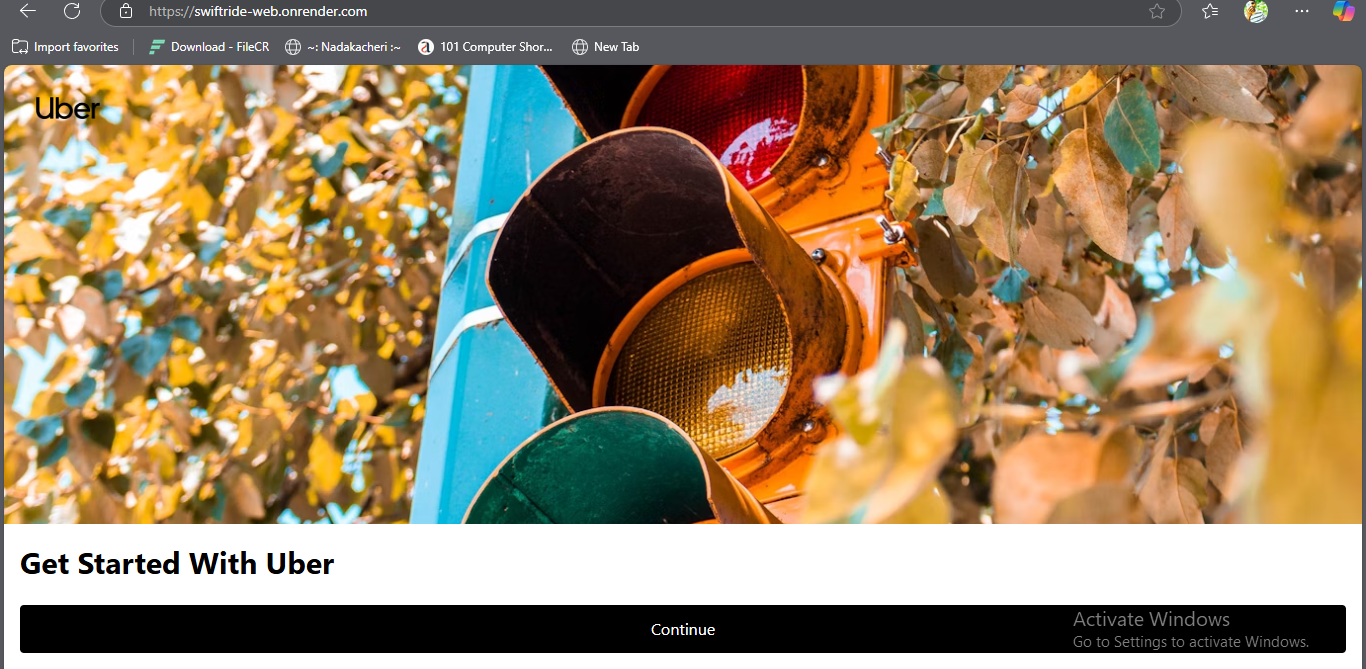 https://swiftride-web.onrender.com
Import favorites
Download - FileCR
~: Nadakacheri :~
101 Computer Shor...
New Tab
Uber
Get Started With Uber
Continue
Activate Windows
Go to Settings to activate Windows.